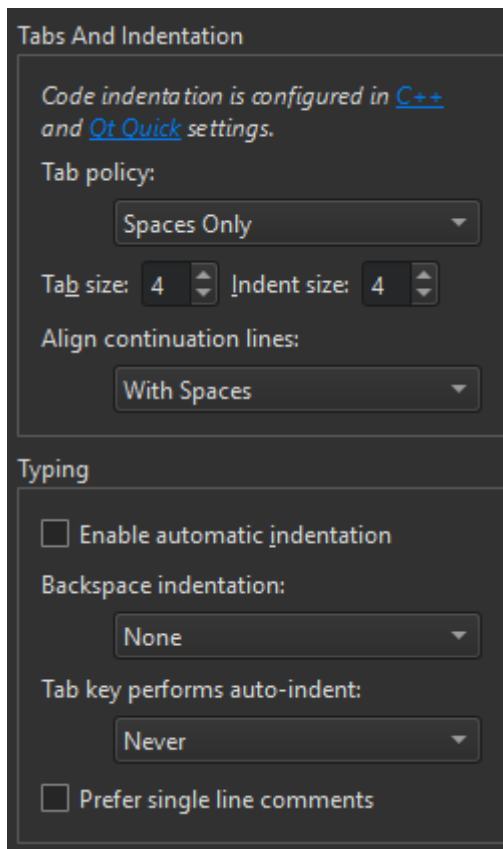 Tabs And Indentation
Code indentation is configured in C++
and Qt Quick settings.
Tab policy:
Spaces Only
Tab size: 4 Indent size: 4
Align continuation lines:
With Spaces
Typing
Enable automatic indentation
Backspace indentation:
None
Tab key performs auto-indent:
Never
Prefer single line comments